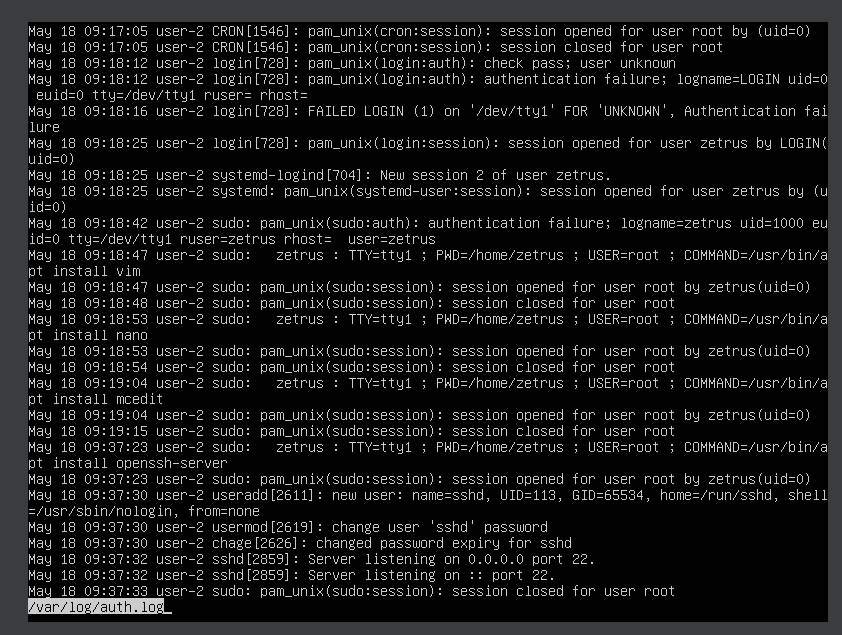 May 18 09:17:05 user-2 CRON[1546]: pam_unix(cron:session): session opened for user root by (uid=0)
May 18 09:17:05 user-2 CRON[1546]: pam_unix(cron:session): session closed for user root
May 18 09:18:12 user-2 login[728]: pam_unix(login:auth): check pass; user unknown
May 18 09:18:12 user-2 login[728]: pam_unix(login:auth): authentication failure; logname=LOGIN uid=0
 euid=0 tty=/dev/tty1 ruser= rhost=
May 18 09:18:16 user-2 login[728]: FAILED LOGIN (1) on '/dev/tty1' FOR 'UNKNOWN', Authentication fai
lure
May 18 09:18:25 user-2 login[728]: pam_unix(login:session): session opened for user zetrus by LOGIN(
uid=0)
May 18 09:18:25 user-2 systemd-logind[704]: New session 2 of user zetrus.
May 18 09:18:25 user-2 systemd: pam_unix(systemd-user:session): session opened for user zetrus by (u
id=0)
May 18 09:18:42 user-2 sudo: pam_unix(sudo:auth): authentication failure; logname=zetrus uid=1000 eu
id=0 tty=/dev/tty1 ruser=zetrus rhost=  user=zetrus
May 18 09:18:47 user-2 sudo:   zetrus : TTY=tty1 ; PWD=/home/zetrus ; USER=root ; COMMAND=/usr/bin/a
pt install vim
May 18 09:18:47 user-2 sudo: pam_unix(sudo:session): session opened for user root by zetrus(uid=0)
May 18 09:18:48 user-2 sudo: pam_unix(sudo:session): session closed for user root
May 18 09:18:53 user-2 sudo:   zetrus : TTY=tty1 ; PWD=/home/zetrus ; USER=root ; COMMAND=/usr/bin/a
pt install nano
May 18 09:18:53 user-2 sudo: pam_unix(sudo:session): session opened for user root by zetrus(uid=0)
May 18 09:18:54 user-2 sudo: pam_unix(sudo:session): session closed for user root
May 18 09:19:04 user-2 sudo:   zetrus : TTY=tty1 ; PWD=/home/zetrus ; USER=root ; COMMAND=/usr/bin/a
pt install mcedit
May 18 09:19:04 user-2 sudo: pam_unix(sudo:session): session opened for user root by zetrus(uid=0)
May 18 09:19:15 user-2 sudo: pam_unix(sudo:session): session closed for user root
May 18 09:37:23 user-2 sudo:   zetrus : TTY=tty1 ; PWD=/home/zetrus ; USER=root ; COMMAND=/usr/bin/a
pt install openssh-server
May 18 09:37:23 user-2 sudo: pam_unix(sudo:session): session opened for user root by zetrus(uid=0)
May 18 09:37:30 user-2 useradd[2611]: new user: name=sshd, UID=113, GID=65534, home=/run/sshd, shell
=/usr/sbin/nologin, from=none
May 18 09:37:30 user-2 usermod[2619]: change user 'sshd' password
May 18 09:37:30 user-2 chage[2626]: changed password expiry for sshd
May 18 09:37:32 user-2 sshd[2859]: Server listening on 0.0.0.0 port 22.
May 18 09:37:32 user-2 sshd[2859]: Server listening on :: port 22.
May 18 09:37:33 user-2 sudo: pam_unix(sudo:session): session closed for user root
/var/log/auth.log